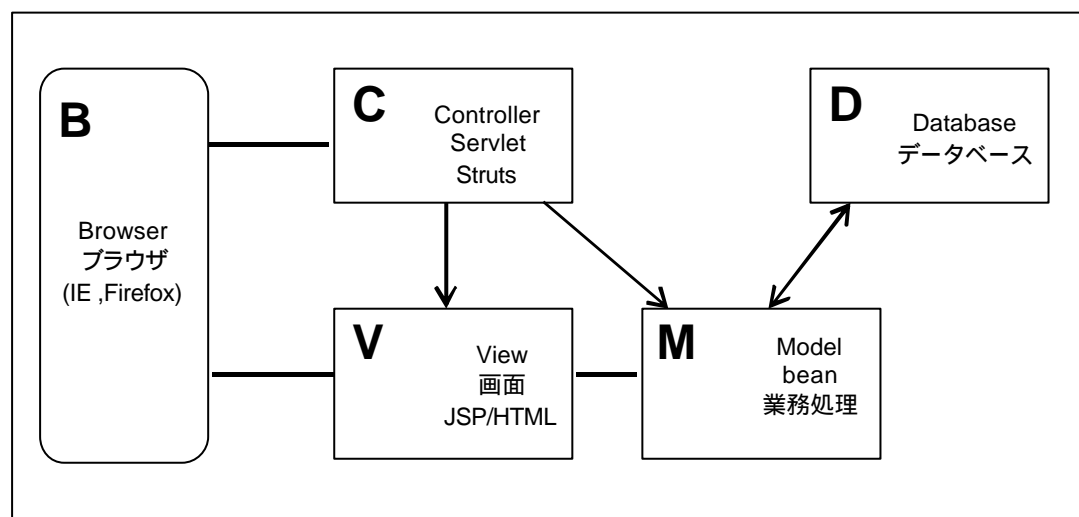 B
Browser
ブラウザ
(IE ,Firefox)
C
Controller
Servlet
Struts
D
Database
データベース
V
View
画面
JSP/HTML
M
Model
bean
業務処理